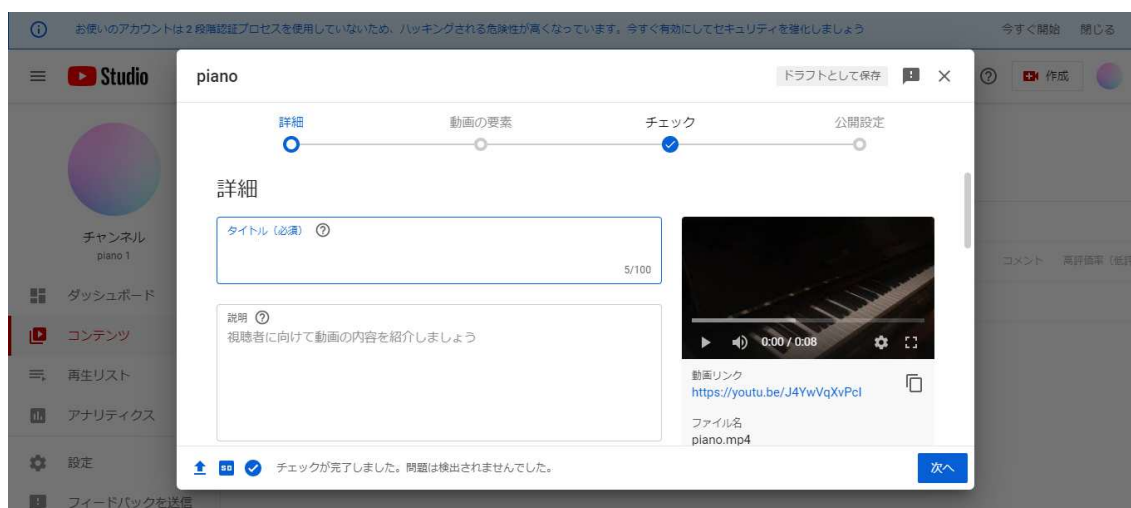 お使いのアカウントは２段階認証プロセスを使用していないため、ハッキングされる危険性が高くなっています。今すぐ有効にしてセキュリティを強化しましょう
今すぐ開始 閉じる
Studio
piano
ドラフトとして保存
作成
詳細 動画の要素 チェック 公開設定
詳細
タイトル（必須）
5/100
説明
視聴者に向けて動画の内容を紹介しましょう
0:00 / 0:08
動画リンク
https://youtu.be/J4YwVqXvPcI
ファイル名
piano.mp4
チャンネル
piano 1
ダッシュボード
コンテンツ
再生リスト
アナリティクス
設定
フィードバックを送信
コメント 高評価率（低評
SD
チェックが完了しました。問題は検出されませんでした。
次へ